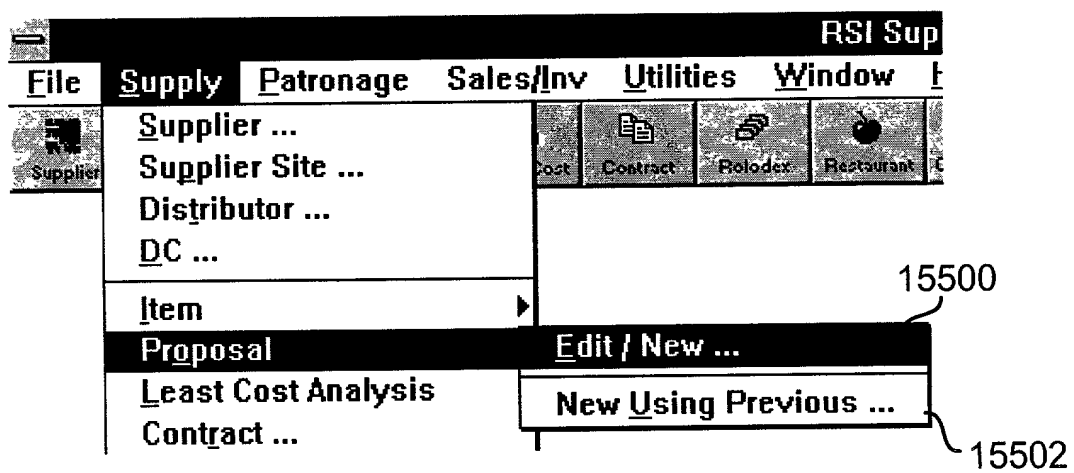 RSI Sup
File Supply Patronage Sales/Inv Utilities Window
Supplier Cost Contract Rolodex Restaurant
Supplier ...
Supplier Site ...
Distributor ...
DC ...
15500
Item
Proposal Edit / New ...
Least Cost Analysis New Using Previous ...
Contract ...
15502